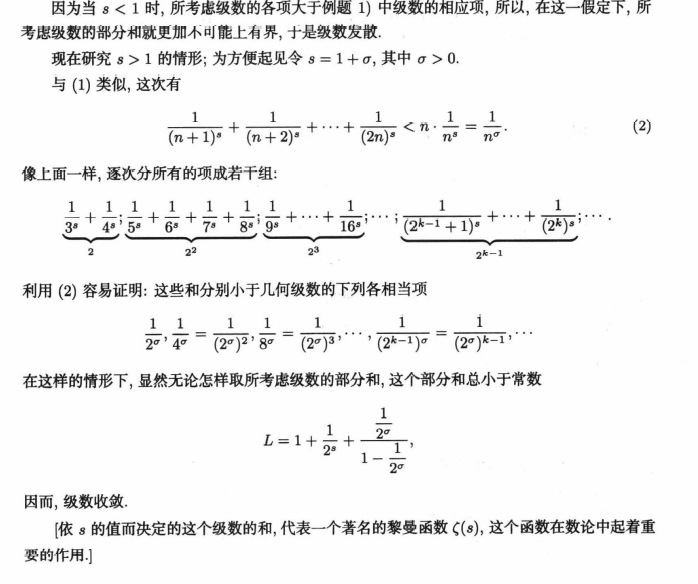 因为当 s < 1 时, 所考虑级数的各项大于例题 1) 中级数的相应项, 所以, 在这一假定下, 所
考虑级数的部分和就更加不可能上有界, 于是级数发散.
现在研究 s > 1 的情形; 为方便起见令 s = 1 + σ, 其中 σ > 0.
与 (1) 类似, 这次有
\frac{1}{(n+1)^s} + \frac{1}{(n+2)^s} + \cdots + \frac{1}{(2n)^s} < n \cdot \frac{1}{n^s} = \frac{1}{n^σ}. (2)
像上面一样, 逐次分所有的项成若干组:
\underbrace{\frac{1}{3^s} + \frac{1}{4^s}}_{2}; \underbrace{\frac{1}{5^s} + \frac{1}{6^s} + \frac{1}{7^s} + \frac{1}{8^s}}_{2^2}; \underbrace{\frac{1}{9^s} + \cdots + \frac{1}{16^s}}_{2^3}; \cdots; \underbrace{\frac{1}{(2^{k-1}+1)^s} + \cdots + \frac{1}{(2^k)^s}}_{2^{k-1}}; \cdots.
利用 (2) 容易证明: 这些和分别小于几何级数的下列各相当项
\frac{1}{2^σ}, \frac{1}{4^σ} = \frac{1}{(2^σ)^2}, \frac{1}{8^σ} = \frac{1}{(2^σ)^3}, \cdots, \frac{1}{(2^{k-1})^σ} = \frac{1}{(2^σ)^{k-1}}, \cdots
在这样的情形下, 显然无论怎样取所考虑级数的部分和, 这个部分和总小于常数
L = 1 + \frac{1}{2^s} + \frac{\frac{1}{2^σ}}{1 - \frac{1}{2^σ}},
因而, 级数收敛.
[依 s 的值而决定的这个级数的和, 代表一个著名的黎曼函数 ζ(s), 这个函数在数论中起着重
要的作用.]